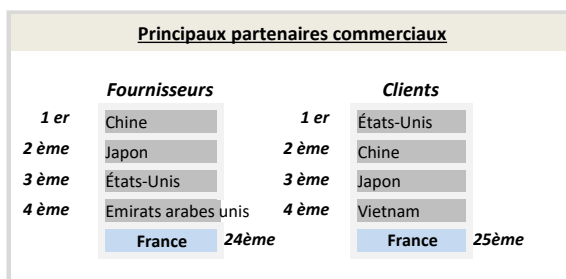 Principaux partenaires commerciaux
Fournisseurs Clients
1 er Chine 1 er États-Unis
2 ème Japon 2 ème Chine
3 ème États-Unis 3 ème Japon
4 ème Emirats arabes unis 4 ème Vietnam
France 24ème France 25ème